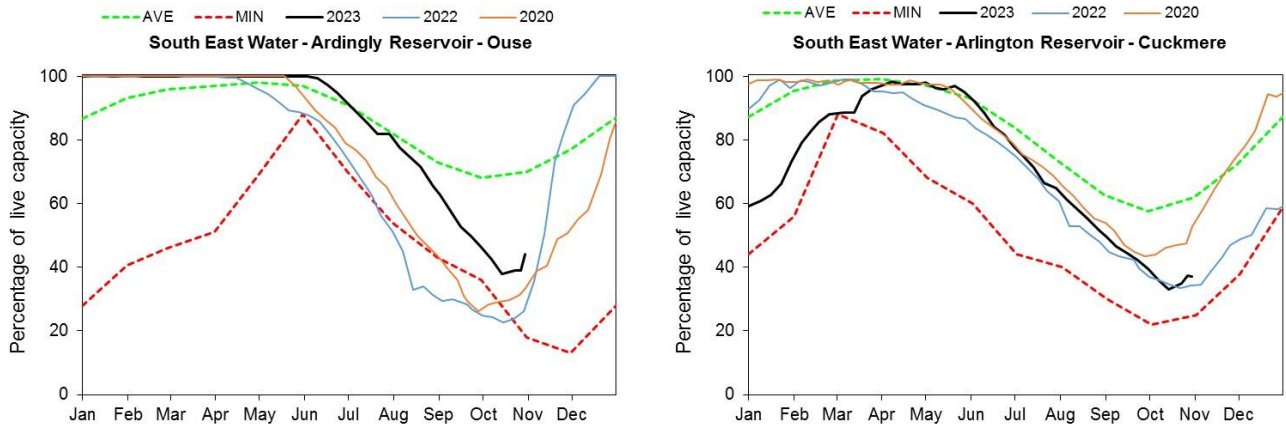 AVE MIN 2023 2022 2020
South East Water - Ardingly Reservoir - Ouse
Percentage of live capacity
100
80
60
40
20
0
Jan Feb Mar Apr May Jun Jul Aug Sep Oct Nov Dec
AVE MIN 2023 2022 2020
South East Water - Arlington Reservoir - Cuckmere
Percentage of live capacity
100
80
60
40
20
0
Jan Feb Mar Apr May Jun Jul Aug Sep Oct Nov Dec